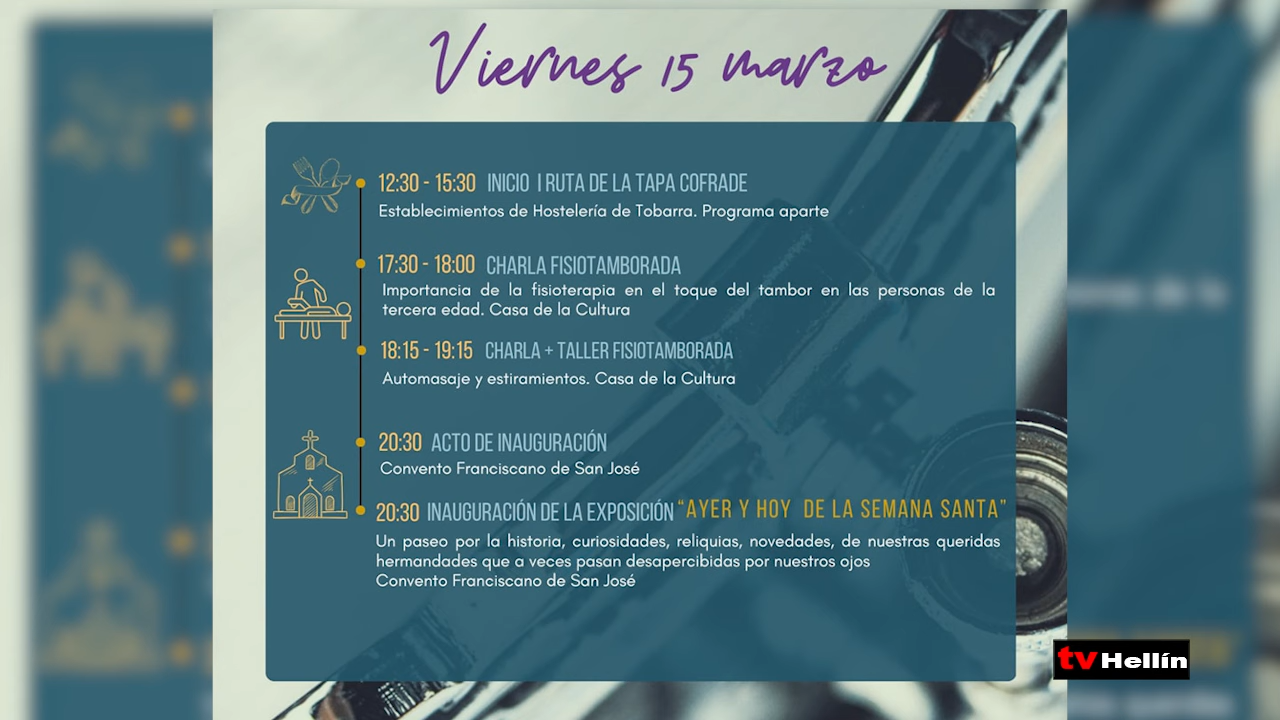 Viernes 15 marzo
12:30 - 15:30 INICIO I RUTA DE LA TAPA COFRADE
Establecimientos de Hostelería de Tobarra. Programa aparte
17:30 - 18:00 CHARLA FISIOTAMBORADA
Importancia de la fisioterapia en el toque del tambor en las personas de la
tercera edad. Casa de la Cultura
18:15 - 19:15 CHARLA + TALLER FISIOTAMBORADA
Automasaje y estiramientos. Casa de la Cultura
20:30 ACTO DE INAUGURACIÓN
Convento Franciscano de San José
20:30 INAUGURACIÓN DE LA EXPOSICIÓN “AYER Y HOY DE LA SEMANA SANTA”
Un paseo por la historia, curiosidades, reliquias, novedades, de nuestras queridas
hermandades que a veces pasan desapercibidas por nuestros ojos
Convento Franciscano de San José
tv Hellín